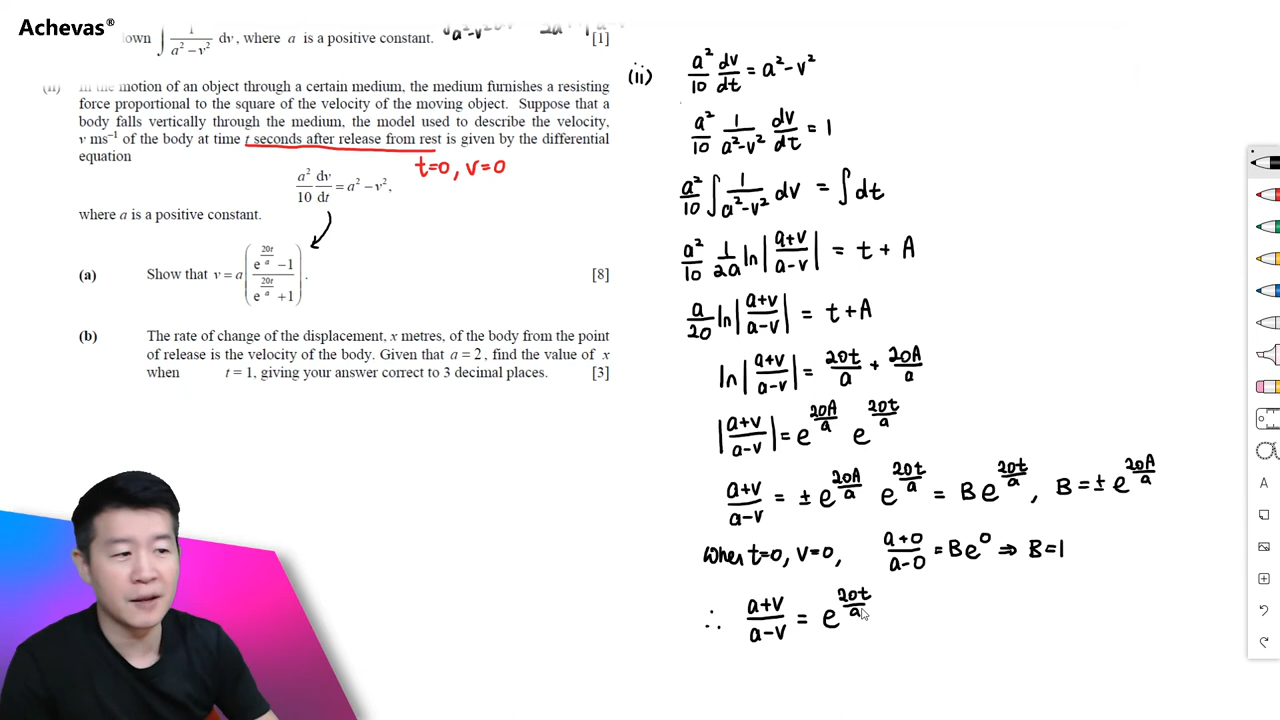 Achevas®
own ∫ 1/(a²−v²) dv, where a is a positive constant. [1]
In the motion of an object through a certain medium, the medium furnishes a resisting
force proportional to the square of the velocity of the moving object. Suppose that a
body falls vertically through the medium, the model used to describe the velocity,
v ms⁻¹ of the body at time t seconds after release from rest is given by the differential
equation
t=0, v=0
a²/10 dv/dt = a² − v²,
where a is a positive constant.
(a) Show that v = a((e^(20t/a) − 1)/(e^(20t/a) + 1)). [8]
(b) The rate of change of the displacement, x metres, of the body from the point
of release is the velocity of the body. Given that a = 2, find the value of x
when t = 1, giving your answer correct to 3 decimal places. [3]
(ii) a²/10 dv/dt = a²−v²
a²/10 1/(a²−v²) dv/dt = 1
a²/10 ∫ 1/(a²−v²) dv = ∫ dt
a²/10 1/2a ln|(a+v)/(a−v)| = t + A
a/20 ln|(a+v)/(a−v)| = t+A
ln|(a+v)/(a−v)| = 20t/a + 20A/a
|(a+v)/(a−v)| = e^(20A/a) e^(20t/a)
(a+v)/(a−v) = ± e^(20A/a) e^(20t/a) = Be^(20t/a), B = ± e^(20A/a)
When t=0, v=0, (a+0)/(a−0) = Be⁰ ⇒ B=1
∴ (a+v)/(a−v) = e^(20t/a)
A